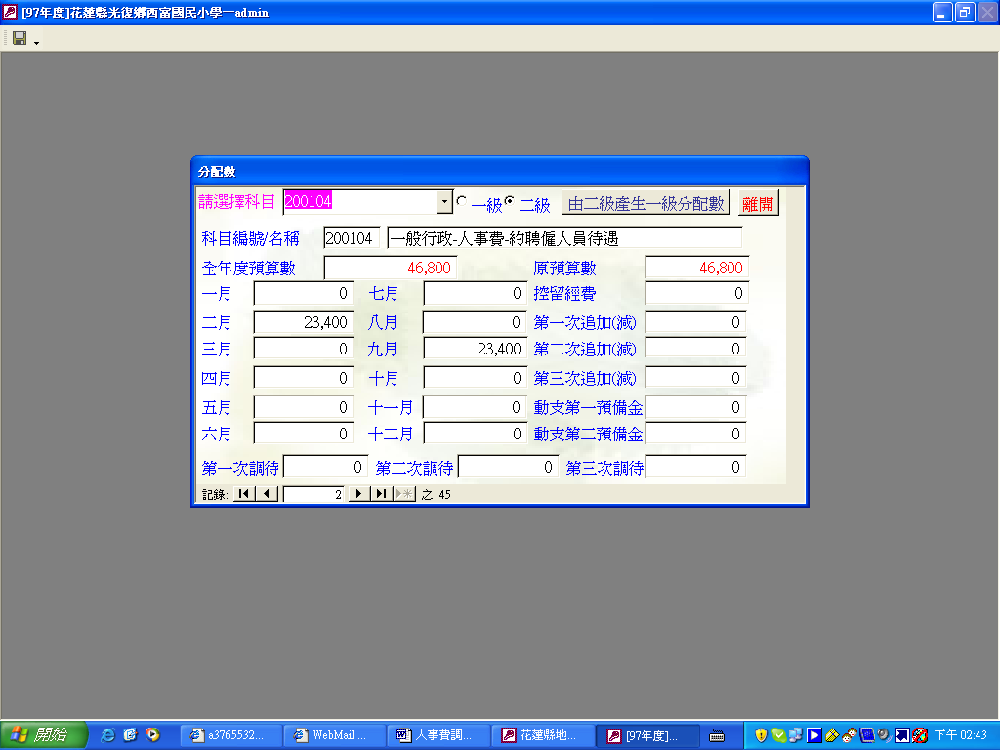 [97年度]花蓮縣光復鄉西富國民小學---admin
分配數
請選擇科目 200104 一級 二級 由二級產生一級分配數 離開
科目編號/名稱 200104 一般行政-人事費-約聘僱人員待遇
全年度預算數 46,800 原預算數 46,800
一月 0 七月 0 控留經費 0
二月 23,400 八月 0 第一次追加(減) 0
三月 0 九月 23,400 第二次追加(減) 0
四月 0 十月 0 第三次追加(減) 0
五月 0 十一月 0 動支第一預備金 0
六月 0 十二月 0 動支第二預備金 0
第一次調待 0 第二次調待 0 第三次調待 0
記錄: 2 之 45
開始 a3765532... WebMail ... 人事費調... 花蓮縣地... [97年度]... 下午 02:43